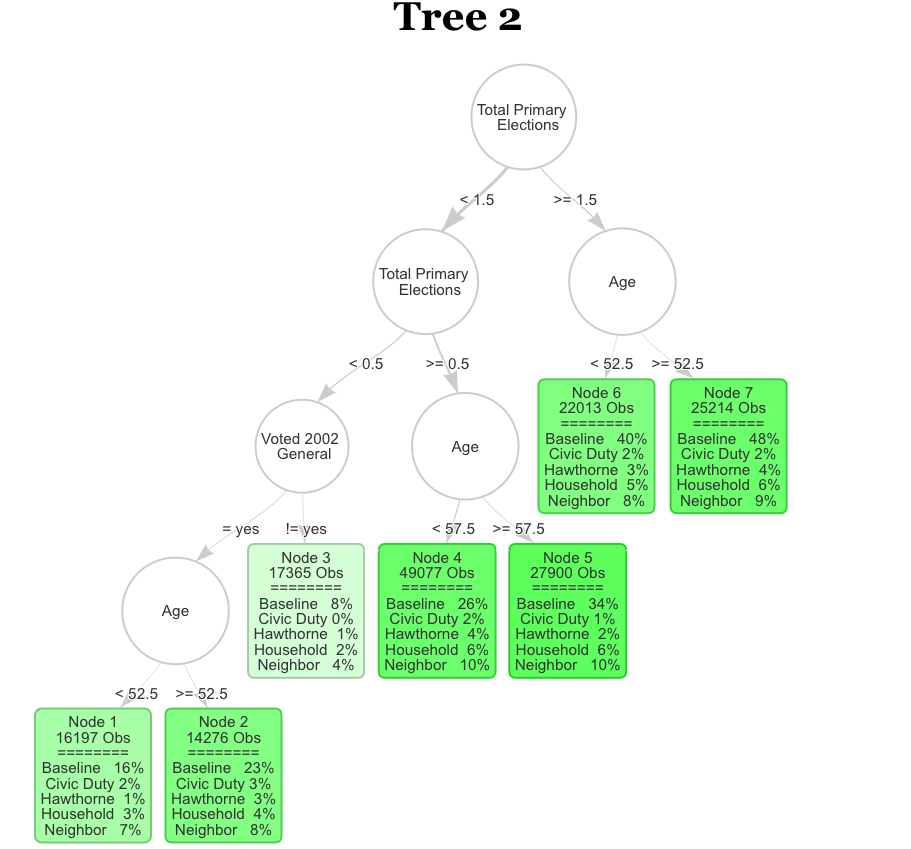 Tree 2
Total Primary
Elections
< 1.5
>= 1.5
Total Primary
Elections
Age
< 0.5
>= 0.5
< 52.5
>= 52.5
Voted 2002
General
Age
Node 6
22013 Obs
========
Baseline 40%
Civic Duty 2%
Hawthorne 3%
Household 5%
Neighbor 8%
Node 7
25214 Obs
========
Baseline 48%
Civic Duty 2%
Hawthorne 4%
Household 6%
Neighbor 9%
= yes
!= yes
< 57.5
>= 57.5
Age
Node 3
17365 Obs
========
Baseline 8%
Civic Duty 0%
Hawthorne 1%
Household 2%
Neighbor 4%
Node 4
49077 Obs
========
Baseline 26%
Civic Duty 2%
Hawthorne 4%
Household 6%
Neighbor 10%
Node 5
27900 Obs
========
Baseline 34%
Civic Duty 1%
Hawthorne 2%
Household 6%
Neighbor 10%
< 52.5
>= 52.5
Node 1
16197 Obs
========
Baseline 16%
Civic Duty 2%
Hawthorne 1%
Household 3%
Neighbor 7%
Node 2
14276 Obs
========
Baseline 23%
Civic Duty 3%
Hawthorne 3%
Household 4%
Neighbor 8%